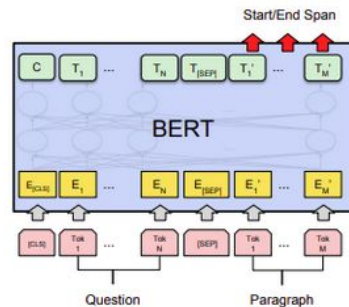 Start/End Span
C T1 ... TN T[SEP] T1' ... TM'
BERT
E[CLS] E1 ... EN E[SEP] E1' ... EM'
[CLS] Tok 1 ... Tok N [SEP] Tok 1 ... Tok M
Question Paragraph